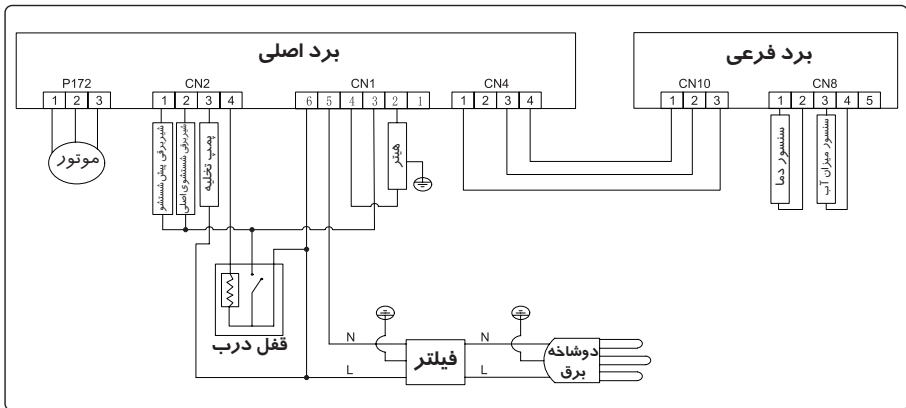 برد اصلی
برد فرعی
P172
CN2
CN1
CN4
CN10
CN8
1 2 3
1 2 3 4
6 5 4 3 2 1
1 2 3 4
1 2 3
1 2 3 4 5
موتور
شیربرقی پیش شستشو
شیربرقی شستشوی اصلی
پمپ تخلیه
هیتر
سنسور دما
سنسور میزان آب
قفل درب
N
L
فیلتر
N
L
دوشاخه
برق